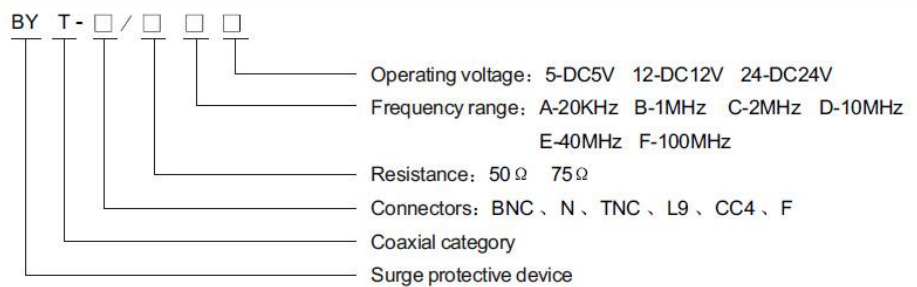 BY T - □ / □ □ □
Operating voltage：5-DC5V 12-DC12V 24-DC24V
Frequency range：A-20KHz B-1MHz C-2MHz D-10MHz
E-40MHz F-100MHz
Resistance：50Ω 75Ω
Connectors：BNC 、N 、TNC 、L9 、CC4 、F
Coaxial category
Surge protective device